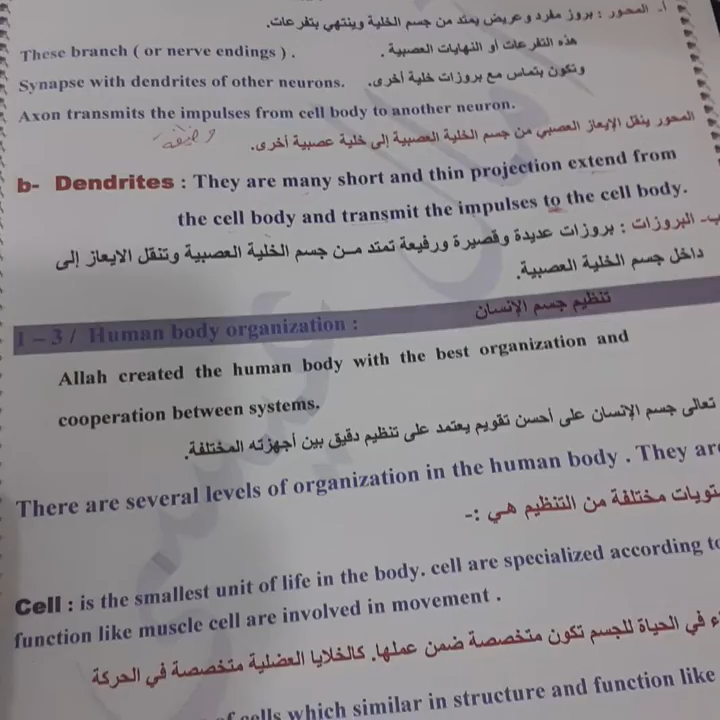 أ- المحور : بروز مفرد وعريض يمتد من جسم الخلية وينتهي بتفرعات.
These branch ( or nerve endings ) . هذه التفرعات أو النهايات العصبية .
Synapse with dendrites of other neurons. وتكون بتماس مع بروزات خلية أخرى.
Axon transmits the impulses from cell body to another neuron.
المحور ينقل الإيعاز العصبي من جسم الخلية العصبية إلى خلية عصبية أخرى.
وظيفة
b- Dendrites : They are many short and thin projection extend from
the cell body and transmit the impulses to the cell body.
ب- البروزات : بروزات عديدة وقصيرة ورفيعة تمتد من جسم الخلية العصبية وتنقل الايعاز إلى
داخل جسم الخلية العصبية.
1 – 3 / Human body organization : تنظيم جسم الإنسان
Allah created the human body with the best organization and
cooperation between systems.
تعالى جسم الإنسان على أحسن تقويم يعتمد على تنظيم دقيق بين أجهزته المختلفة.
There are several levels of organization in the human body . They are
مختلفة من التنظيم هي :-
Cell : is the smallest unit of life in the body. cell are specialized according to
function like muscle cell are involved in movement .
في الحياة للجسم تكون متخصصة ضمن عملها. كالخلايا العضلية متخصصة في الحركة
of cells which similar in structure and function like